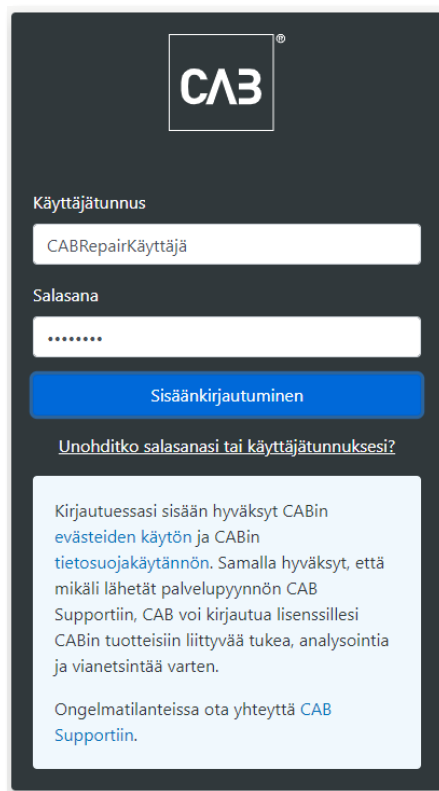 CAB®
Käyttäjätunnus
CABRepairKäyttäjä
Salasana
••••••••
Sisäänkirjautuminen
Unohditko salasanasi tai käyttäjätunnuksesi?
Kirjautuessasi sisään hyväksyt CABin
evästeiden käytön ja CABin
tietosuojakäytännön. Samalla hyväksyt, että
mikäli lähetät palvelupyynnön CAB
Supportiin, CAB voi kirjautua lisenssillesi
CABin tuotteisiin liittyvää tukea, analysointia
ja vianetsintää varten.
Ongelmatilanteissa ota yhteyttä CAB
Supportiin.